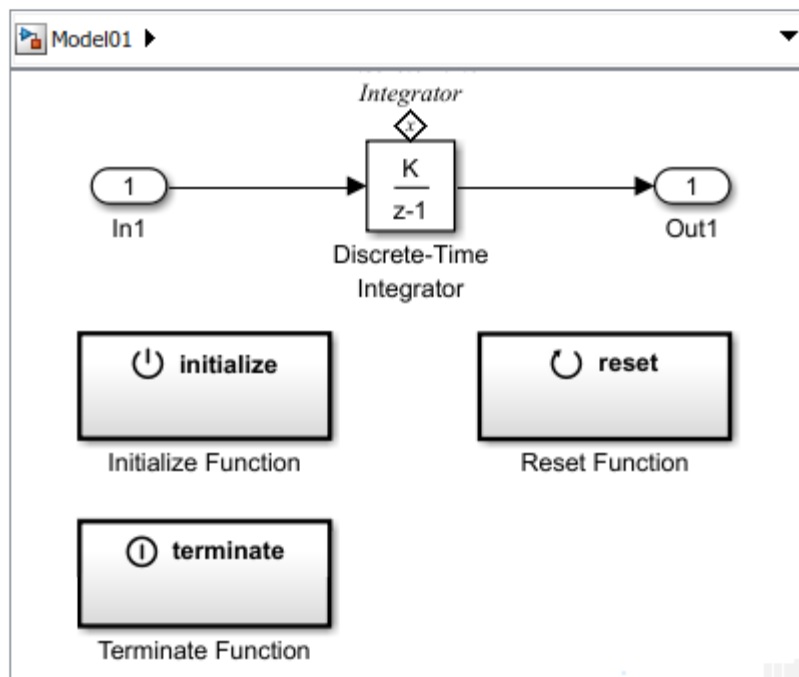 Model01
Integrator
x
1
K
z-1
1
In1
Out1
Discrete-Time
Integrator
initialize
reset
Initialize Function
Reset Function
terminate
Terminate Function